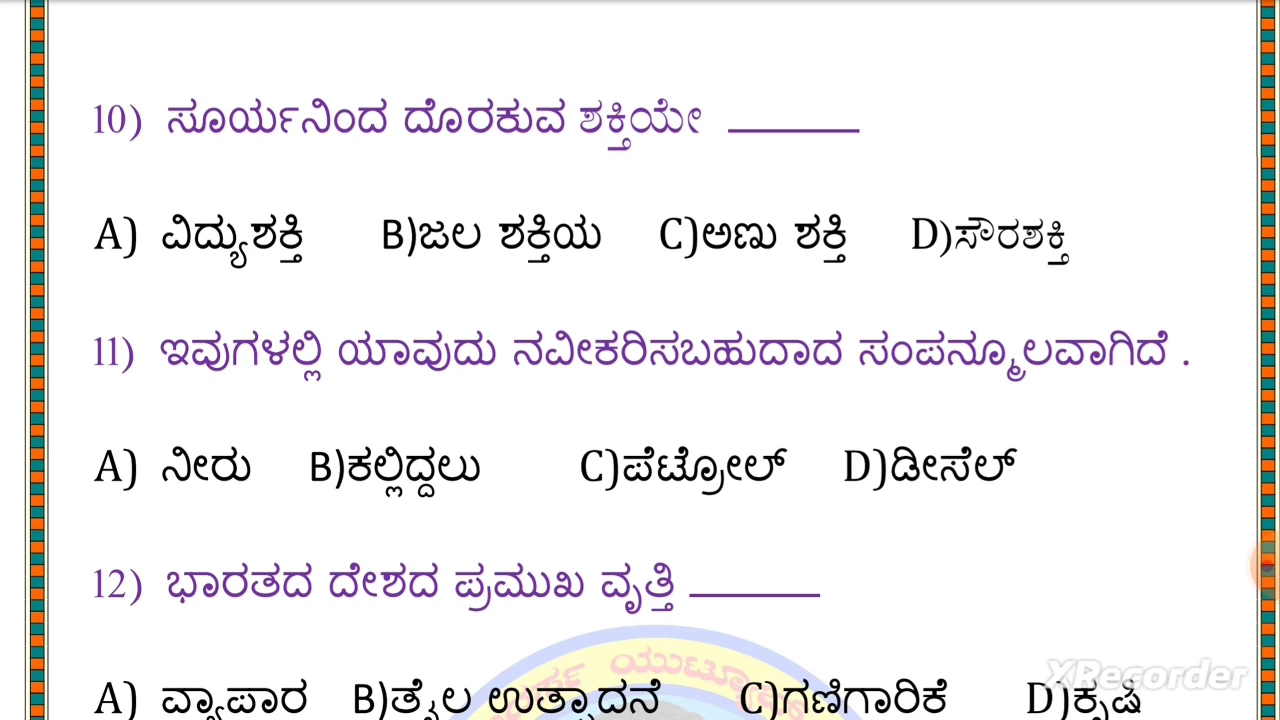 10) ಸೂರ್ಯನಿಂದ ದೊರಕುವ ಶಕ್ತಿಯೇ ______
A) ವಿದ್ಯುಶಕ್ತಿ B)ಜಲ ಶಕ್ತಿಯ C)ಅಣು ಶಕ್ತಿ D)ಸೌರಶಕ್ತಿ
11) ಇವುಗಳಲ್ಲಿ ಯಾವುದು ನವೀಕರಿಸಬಹುದಾದ ಸಂಪನ್ಮೂಲವಾಗಿದೆ .
A) ನೀರು B)ಕಲ್ಲಿದ್ದಲು C)ಪೆಟ್ರೋಲ್ D)ಡೀಸೆಲ್
12) ಭಾರತದ ದೇಶದ ಪ್ರಮುಖ ವೃತ್ತಿ ______
ಯುಟ್ಯೂಬ
A) ವ್ಯಾಪಾರ B)ತೈಲ ಉತ್ಪಾದನೆ C)ಗಣಿಗಾರಿಕೆ D)ಕೃಷಿ
XRecorder